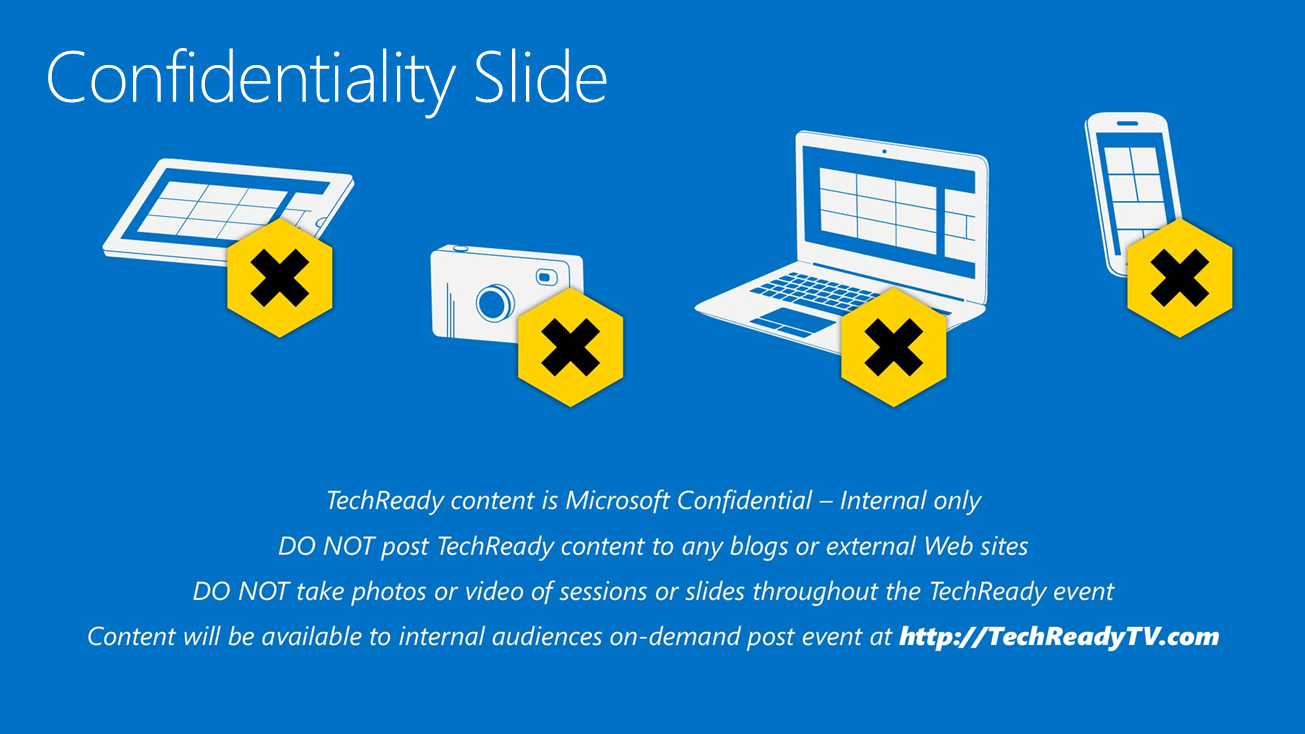 Confidentiality Slide
TechReady content is Microsoft Confidential – Internal only
DO NOT post TechReady content to any blogs or external Web sites
DO NOT take photos or video of sessions or slides throughout the TechReady event
Content will be available to internal audiences on-demand post event at http://TechReadyTV.com